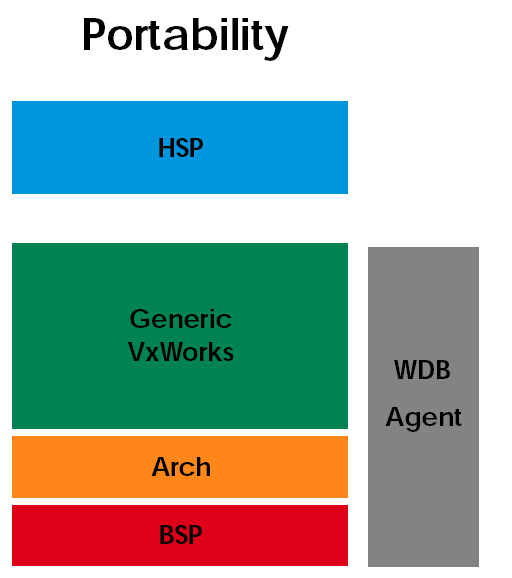 Portability
HSP
Generic
VxWorks
WDB
Agent
Arch
BSP